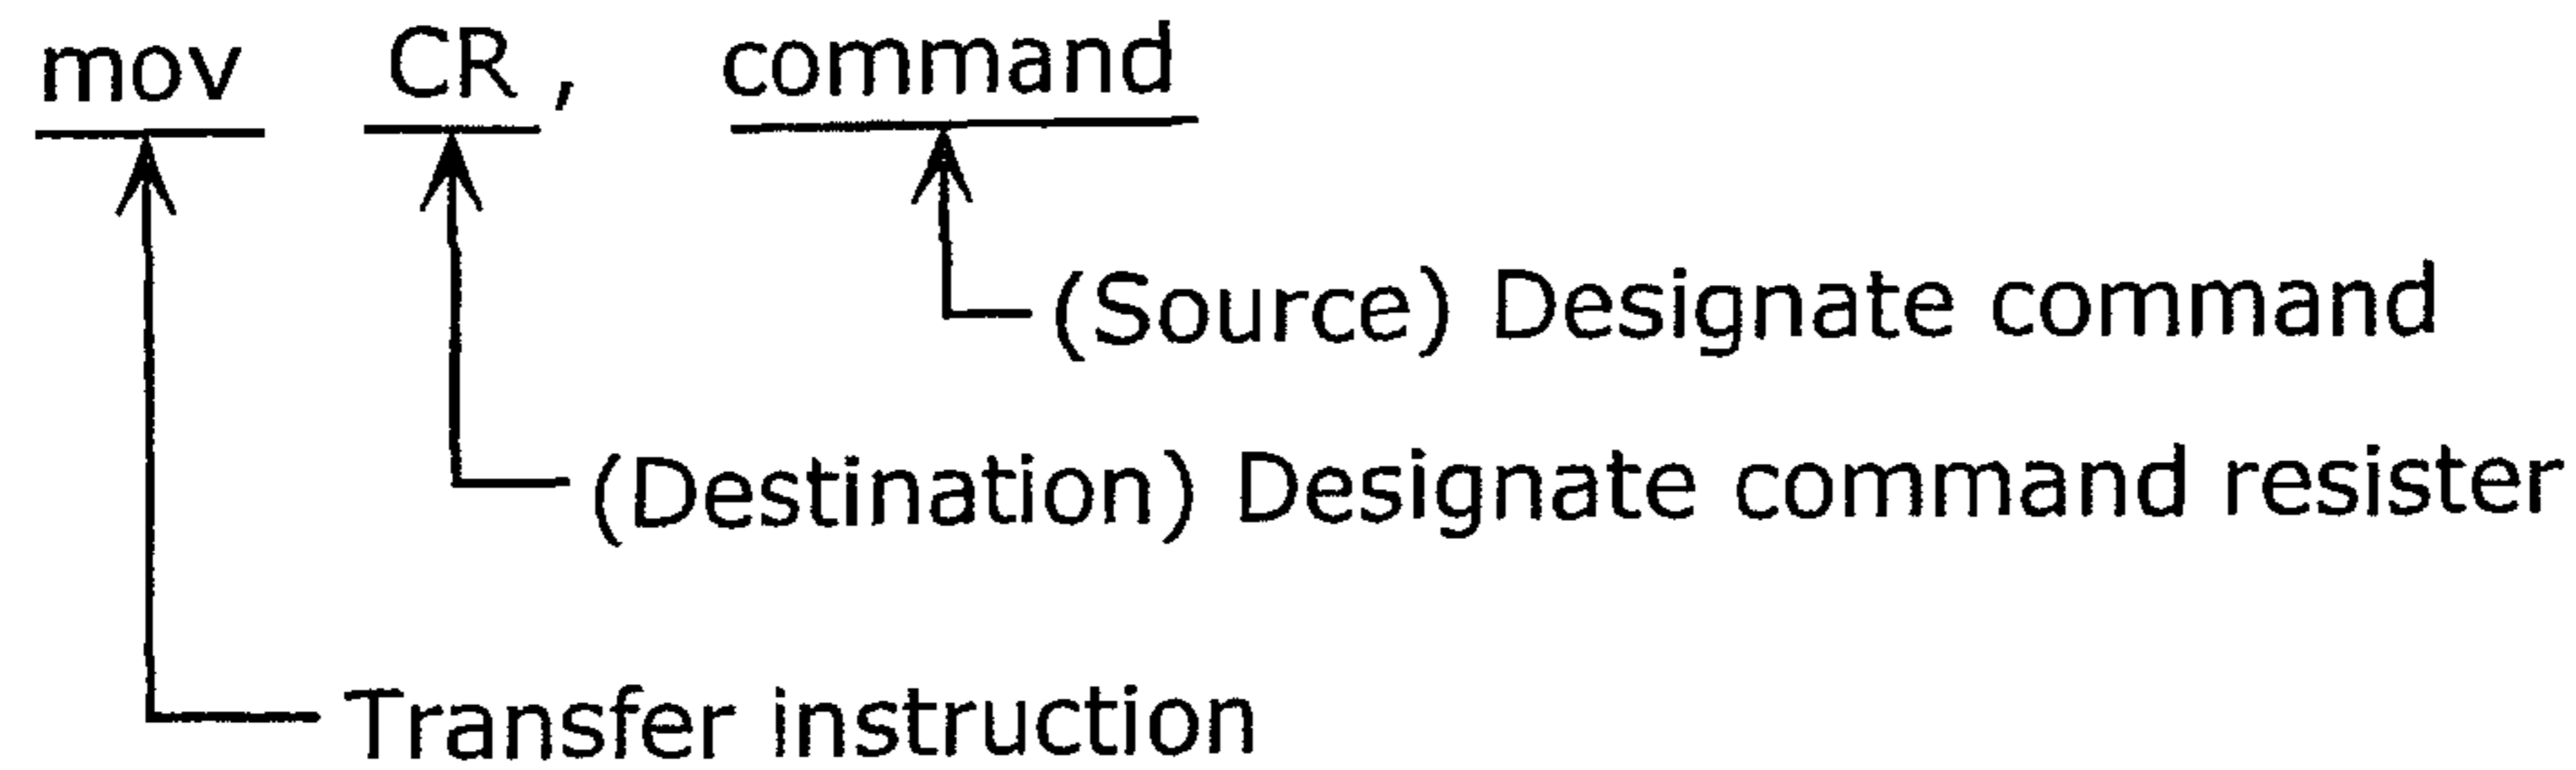 mov CR, command
(Source) Designate command
(Destination) Designate command resister
Transfer instruction